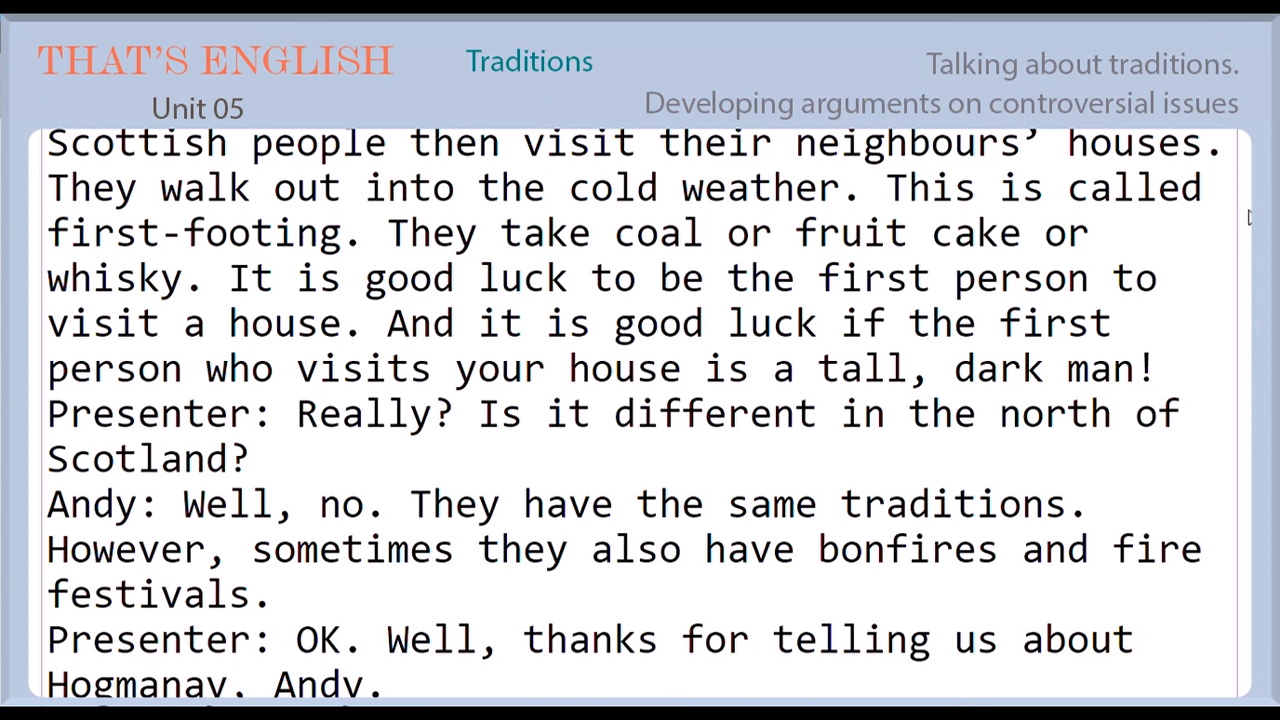 THAT'S ENGLISH
Traditions
Talking about traditions.
Unit 05
Developing arguments on controversial issues
Scottish people then visit their neighbours’ houses.
They walk out into the cold weather. This is called
first-footing. They take coal or fruit cake or
whisky. It is good luck to be the first person to
visit a house. And it is good luck if the first
person who visits your house is a tall, dark man!
Presenter: Really? Is it different in the north of
Scotland?
Andy: Well, no. They have the same traditions.
However, sometimes they also have bonfires and fire
festivals.
Presenter: OK. Well, thanks for telling us about
Hogmanay, Andy.